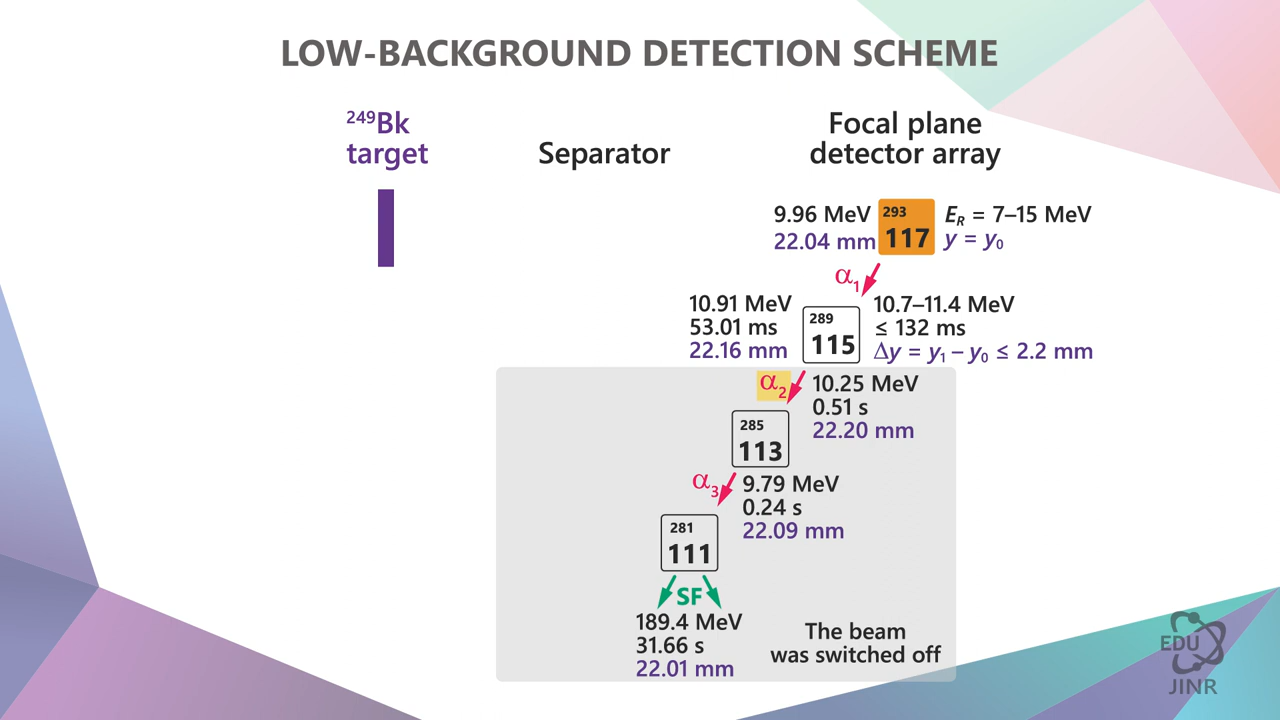 LOW-BACKGROUND DETECTION SCHEME
²⁴⁹Bk
target
Separator
Focal plane
detector array
9.96 MeV
22.04 mm
293
117
E_R = 7–15 MeV
y = y₀
α₁
10.91 MeV
53.01 ms
22.16 mm
289
115
10.7–11.4 MeV
≤ 132 ms
Δy = y₁ – y₀ ≤ 2.2 mm
α₂
10.25 MeV
0.51 s
22.20 mm
285
113
α₃
9.79 MeV
0.24 s
22.09 mm
281
111
SF
189.4 MeV
31.66 s
22.01 mm
The beam
was switched off
EDU
JINR